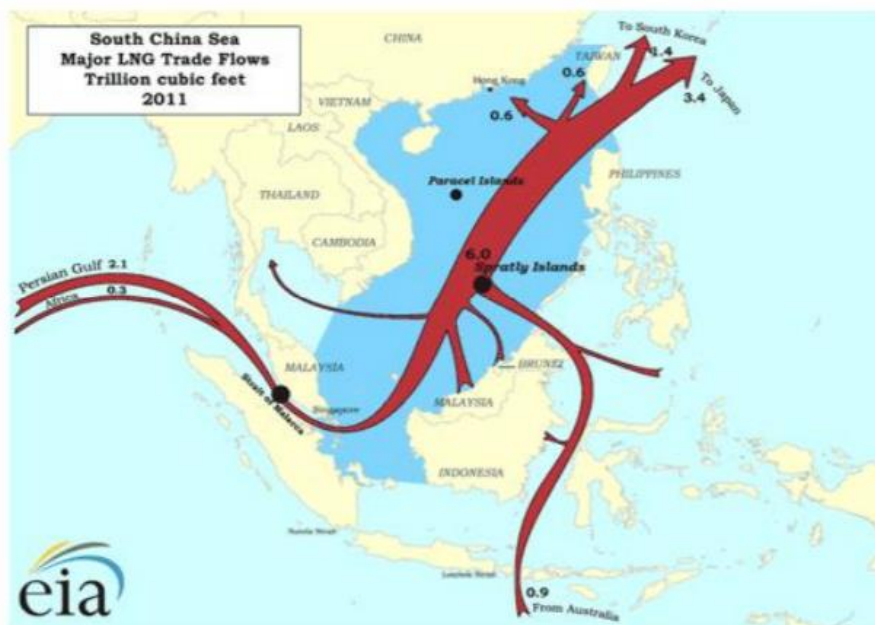 South China Sea
Major LNG Trade Flows
Trillion cubic feet
2011
CHINA
To South Korea
1.4
TAIWAN
0.6
Hong Kong
0.6
To Japan
3.4
VIETNAM
LAOS
Paracel Islands
PHILIPPINES
THAILAND
CAMBODIA
6.0
Spratly Islands
Persian Gulf 2.1
Africa 0.3
MALAYSIA
BRUNEI
Strait of Malacca
Singapore
MALAYSIA
INDONESIA
Lombok Strait
0.9
From Australia
eia